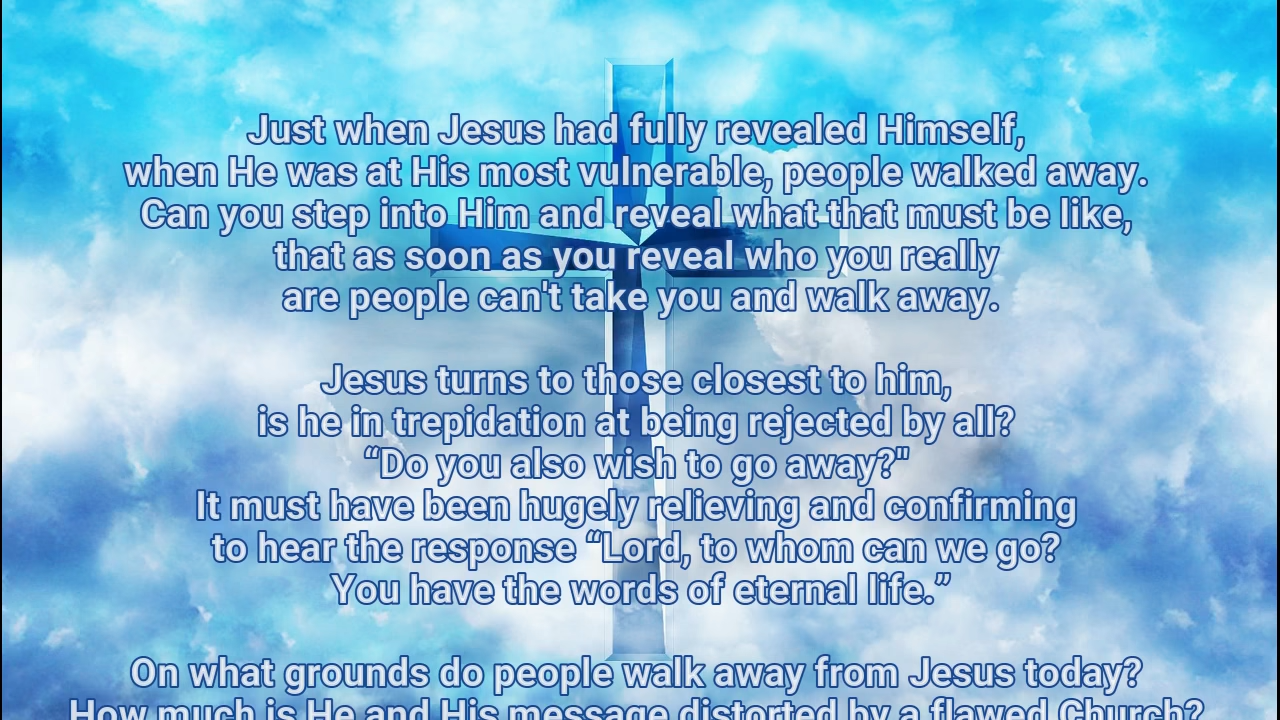 Just when Jesus had fully revealed Himself,
when He was at His most vulnerable, people walked away.
Can you step into Him and reveal what that must be like,
that as soon as you reveal who you really
are people can't take you and walk away.
Jesus turns to those closest to him,
is he in trepidation at being rejected by all?
“Do you also wish to go away?"
It must have been hugely relieving and confirming
to hear the response “Lord, to whom can we go?
You have the words of eternal life.”
On what grounds do people walk away from Jesus today?
How much is He and His message distorted by a flawed Church?